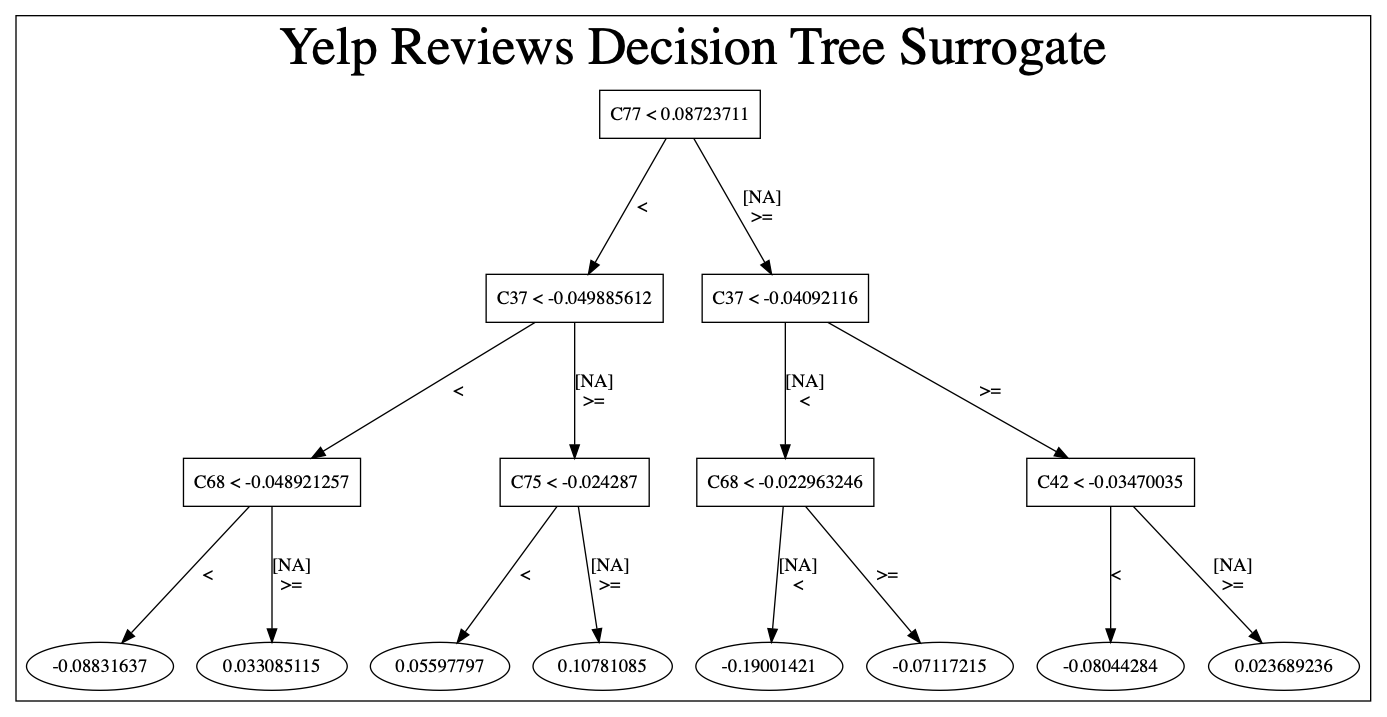 Yelp Reviews Decision Tree Surrogate
C77 < 0.08723711
<
[NA]
>=
C37 < -0.049885612
C37 < -0.04092116
<
[NA]
>=
[NA]
<
>=
C68 < -0.048921257
C75 < -0.024287
C68 < -0.022963246
C42 < -0.03470035
<
[NA]
>=
<
[NA]
>=
[NA]
<
>=
<
[NA]
>=
-0.08831637
0.033085115
0.05597797
0.10781085
-0.19001421
-0.07117215
-0.08044284
0.023689236